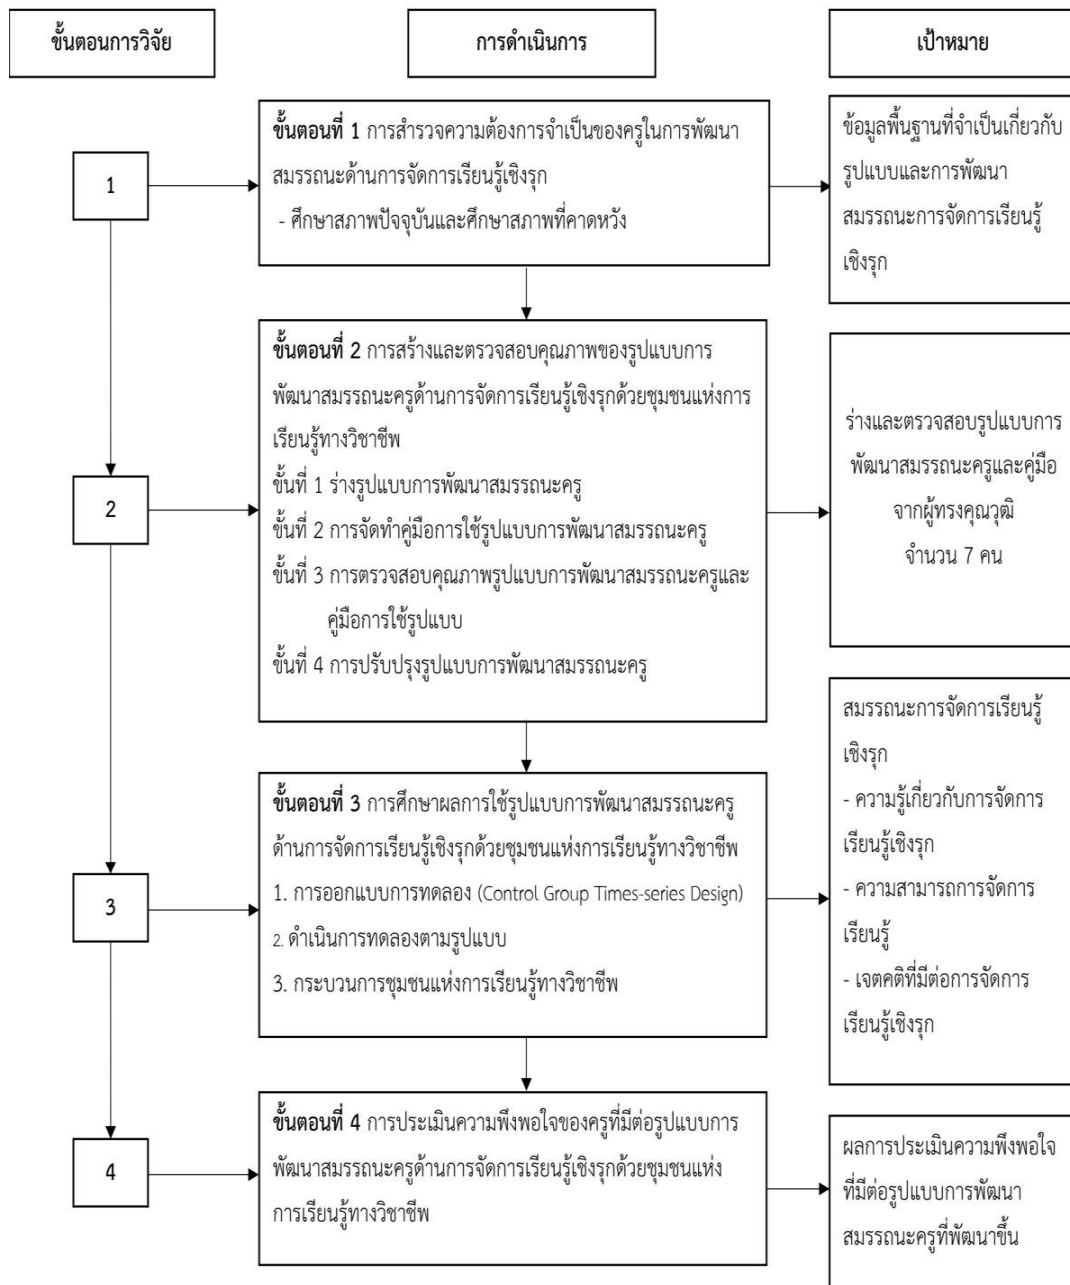 ขั้นตอนการวิจัย
การดำเนินการ
เป้าหมาย
1
ขั้นตอนที่ 1 การสำรวจความต้องการจำเป็นของครูในการพัฒนา
สมรรถนะด้านการจัดการเรียนรู้เชิงรุก
- ศึกษาสภาพปัจจุบันและศึกษาสภาพที่คาดหวัง
ข้อมูลพื้นฐานที่จำเป็นเกี่ยวกับ
รูปแบบและการพัฒนา
สมรรถนะการจัดการเรียนรู้
เชิงรุก
2
ขั้นตอนที่ 2 การสร้างและตรวจสอบคุณภาพของรูปแบบการ
พัฒนาสมรรถนะครูด้านการจัดการเรียนรู้เชิงรุกด้วยชุมชนแห่งการ
เรียนรู้ทางวิชาชีพ
ขั้นที่ 1 ร่างรูปแบบการพัฒนาสมรรถนะครู
ขั้นที่ 2 การจัดทำคู่มือการใช้รูปแบบการพัฒนาสมรรถนะครู
ขั้นที่ 3 การตรวจสอบคุณภาพรูปแบบการพัฒนาสมรรถนะครูและ
คู่มือการใช้รูปแบบ
ขั้นที่ 4 การปรับปรุงรูปแบบการพัฒนาสมรรถนะครู
ร่างและตรวจสอบรูปแบบการ
พัฒนาสมรรถนะครูและคู่มือ
จากผู้ทรงคุณวุฒิ
จำนวน 7 คน
3
ขั้นตอนที่ 3 การศึกษาผลการใช้รูปแบบการพัฒนาสมรรถนะครู
ด้านการจัดการเรียนรู้เชิงรุกด้วยชุมชนแห่งการเรียนรู้ทางวิชาชีพ
1. การออกแบบการทดลอง (Control Group Times-series Design)
2. ดำเนินการทดลองตามรูปแบบ
3. กระบวนการชุมชนแห่งการเรียนรู้ทางวิชาชีพ
สมรรถนะการจัดการเรียนรู้
เชิงรุก
- ความรู้เกี่ยวกับการจัดการ
เรียนรู้เชิงรุก
- ความสามารถการจัดการ
เรียนรู้
- เจตคติที่มีต่อการจัดการ
เรียนรู้เชิงรุก
4
ขั้นตอนที่ 4 การประเมินความพึงพอใจของครูที่มีต่อรูปแบบการ
พัฒนาสมรรถนะครูด้านการจัดการเรียนรู้เชิงรุกด้วยชุมชนแห่ง
การเรียนรู้ทางวิชาชีพ
ผลการประเมินความพึงพอใจ
ที่มีต่อรูปแบบการพัฒนา
สมรรถนะครูที่พัฒนาขึ้น